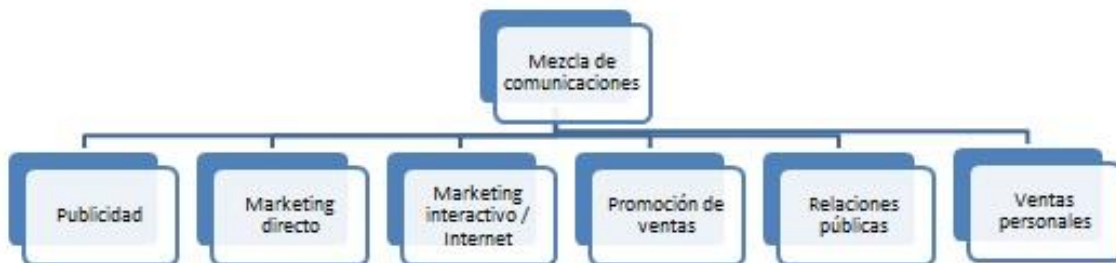 Mezcla de
comunicaciones
Publicidad
Marketing
directo
Marketing
interactivo /
Internet
Promoción de
ventas
Relaciones
públicas
Ventas
personales